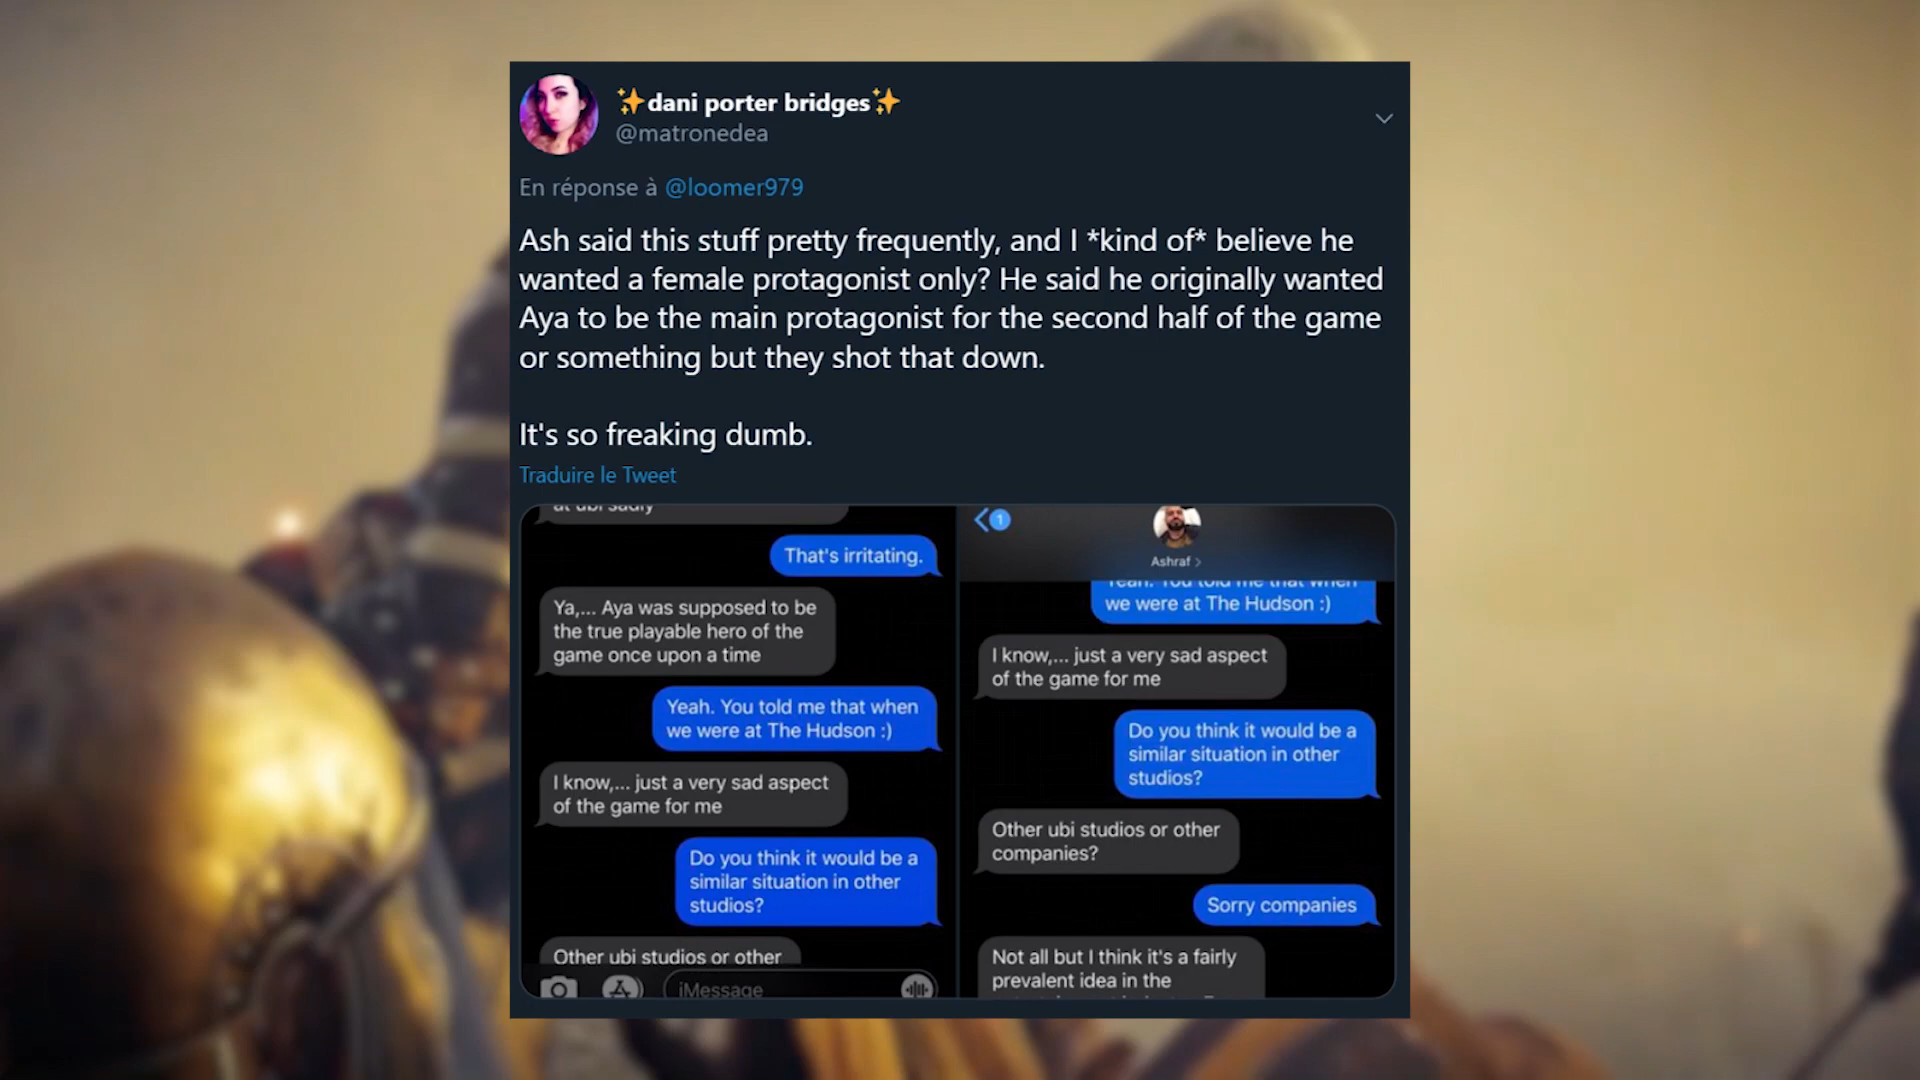 ✨dani porter bridges✨
@matronedea
En réponse à @loomer979
Ash said this stuff pretty frequently, and I *kind of* believe he
wanted a female protagonist only? He said he originally wanted
Aya to be the main protagonist for the second half of the game
or something but they shot that down.
It's so freaking dumb.
Traduire le Tweet
at ubi sadly
That's irritating.
Ya,... Aya was supposed to be
the true playable hero of the
game once upon a time
Yeah. You told me that when
we were at The Hudson :)
I know,... just a very sad aspect
of the game for me
Do you think it would be a
similar situation in other
studios?
Other ubi studios or other
iMessage
1
Ashraf >
Yeah. You told me that when
we were at The Hudson :)
I know,... just a very sad aspect
of the game for me
Do you think it would be a
similar situation in other
studios?
Other ubi studios or other
companies?
Sorry companies
Not all but I think it's a fairly
prevalent idea in the